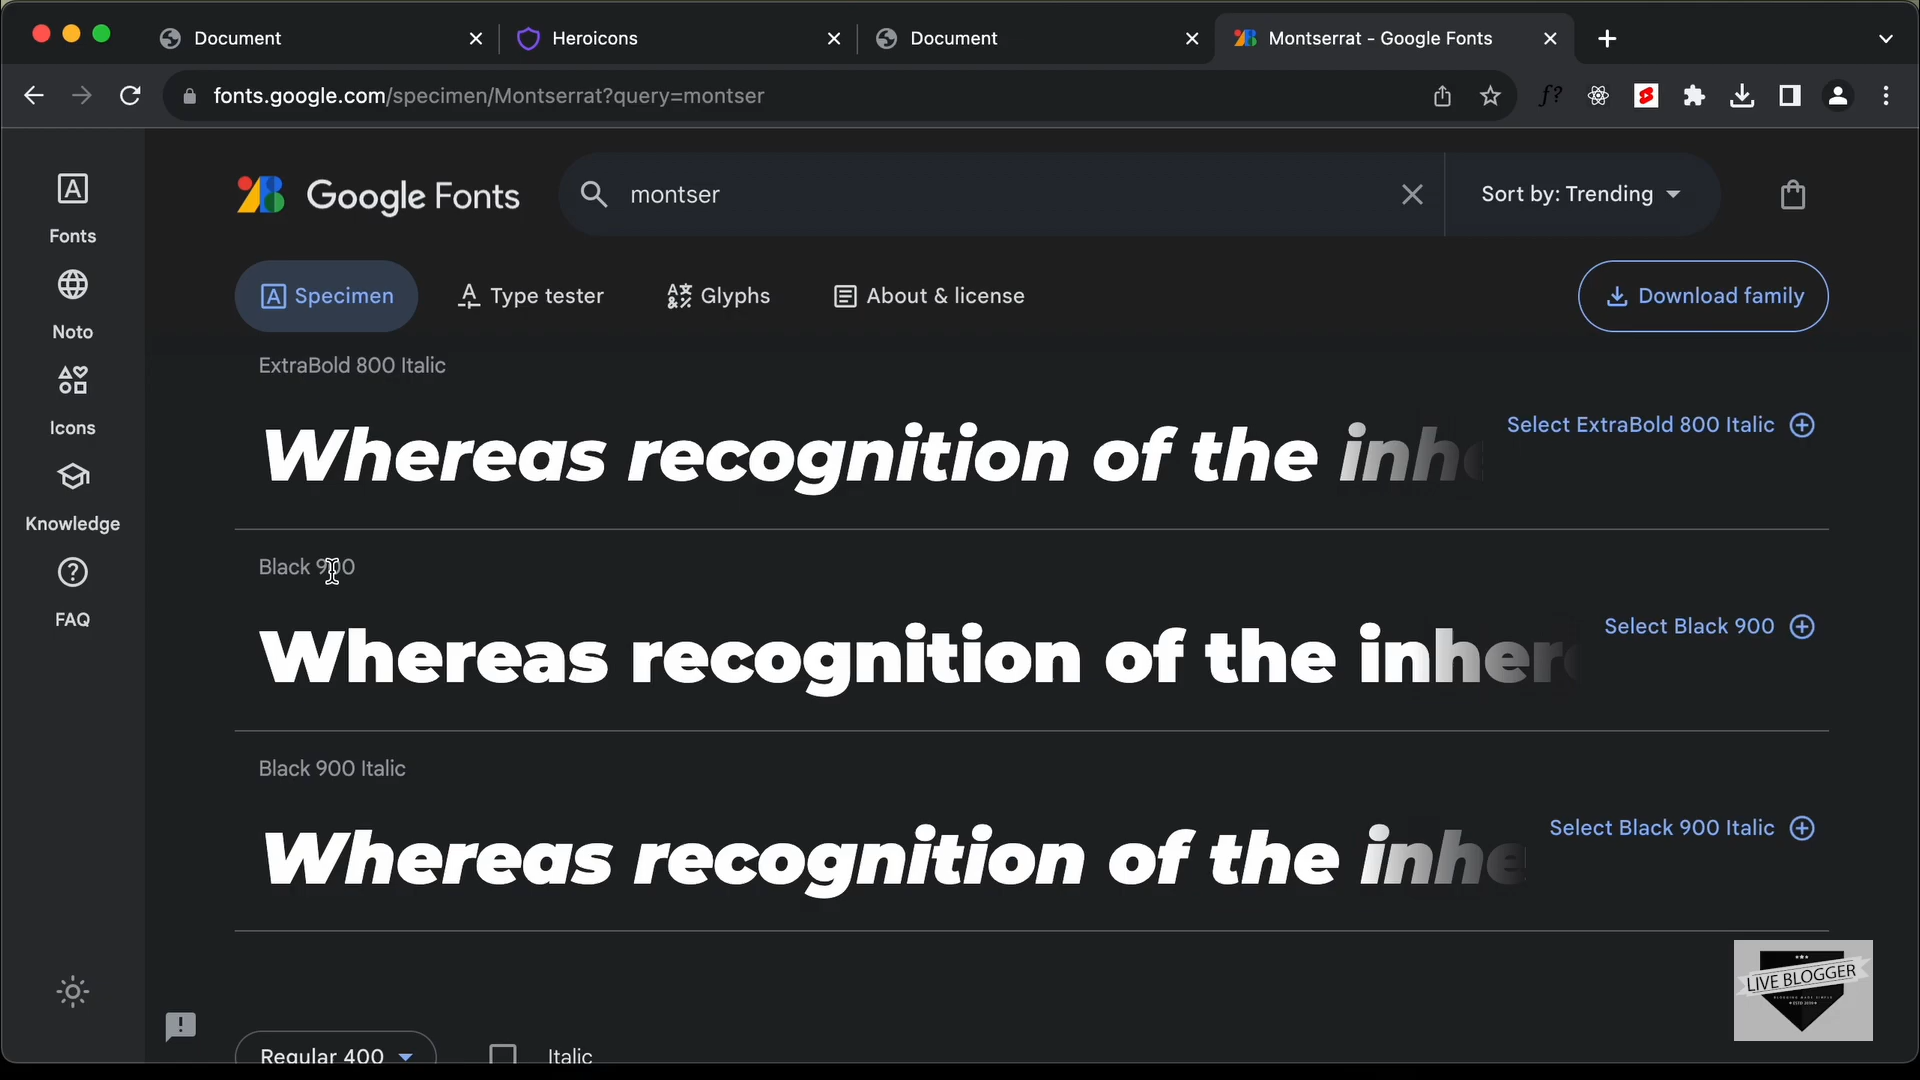 Document
Heroicons
Document
Montserrat - Google Fonts
fonts.google.com/specimen/Montserrat?query=montser
f?
Google Fonts
montser
Sort by: Trending
Fonts
Noto
Icons
Knowledge
FAQ
Specimen
Type tester
Glyphs
About & license
Download family
ExtraBold 800 Italic
Whereas recognition of the inhe
Select ExtraBold 800 Italic
Black 900
Whereas recognition of the inhere
Select Black 900
Black 900 Italic
Whereas recognition of the inhe
Select Black 900 Italic
Regular 400
Italic
LIVE BLOGGER